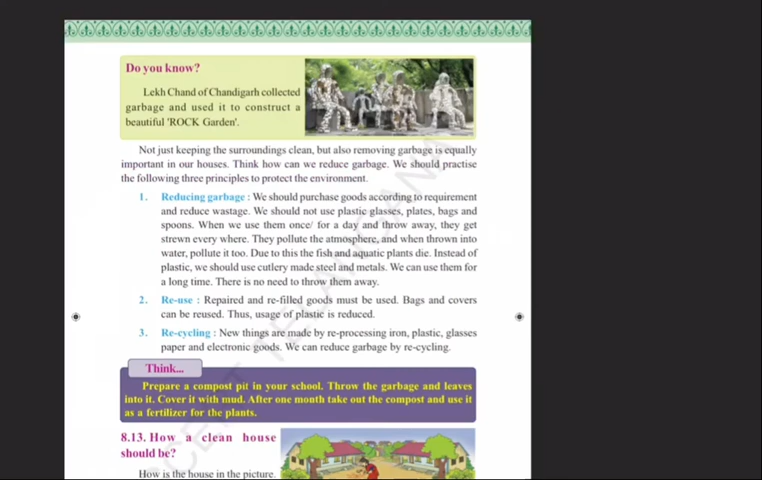 Do you know?
Lekh Chand of Chandigarh collected
garbage and used it to construct a
beautiful 'ROCK Garden'.
Not just keeping the surroundings clean, but also removing garbage is equally
important in our houses. Think how can we reduce garbage. We should practise
the following three principles to protect the environment.
1. Reducing garbage : We should purchase goods according to requirement
and reduce wastage. We should not use plastic glasses, plates, bags and
spoons. When we use them once/ for a day and throw away, they get
strewn every where. They pollute the atmosphere, and when thrown into
water, pollute it too. Due to this the fish and aquatic plants die. Instead of
plastic, we should use cutlery made steel and metals. We can use them for
a long time. There is no need to throw them away.
2. Re-use : Repaired and re-filled goods must be used. Bags and covers
can be reused. Thus, usage of plastic is reduced.
3. Re-cycling : New things are made by re-processing iron, plastic, glasses
paper and electronic goods. We can reduce garbage by re-cycling.
Think...
Prepare a compost pit in your school. Throw the garbage and leaves
into it. Cover it with mud. After one month take out the compost and use it
as a fertilizer for the plants.
8.13. How a clean house
should be?
How is the house in the picture.